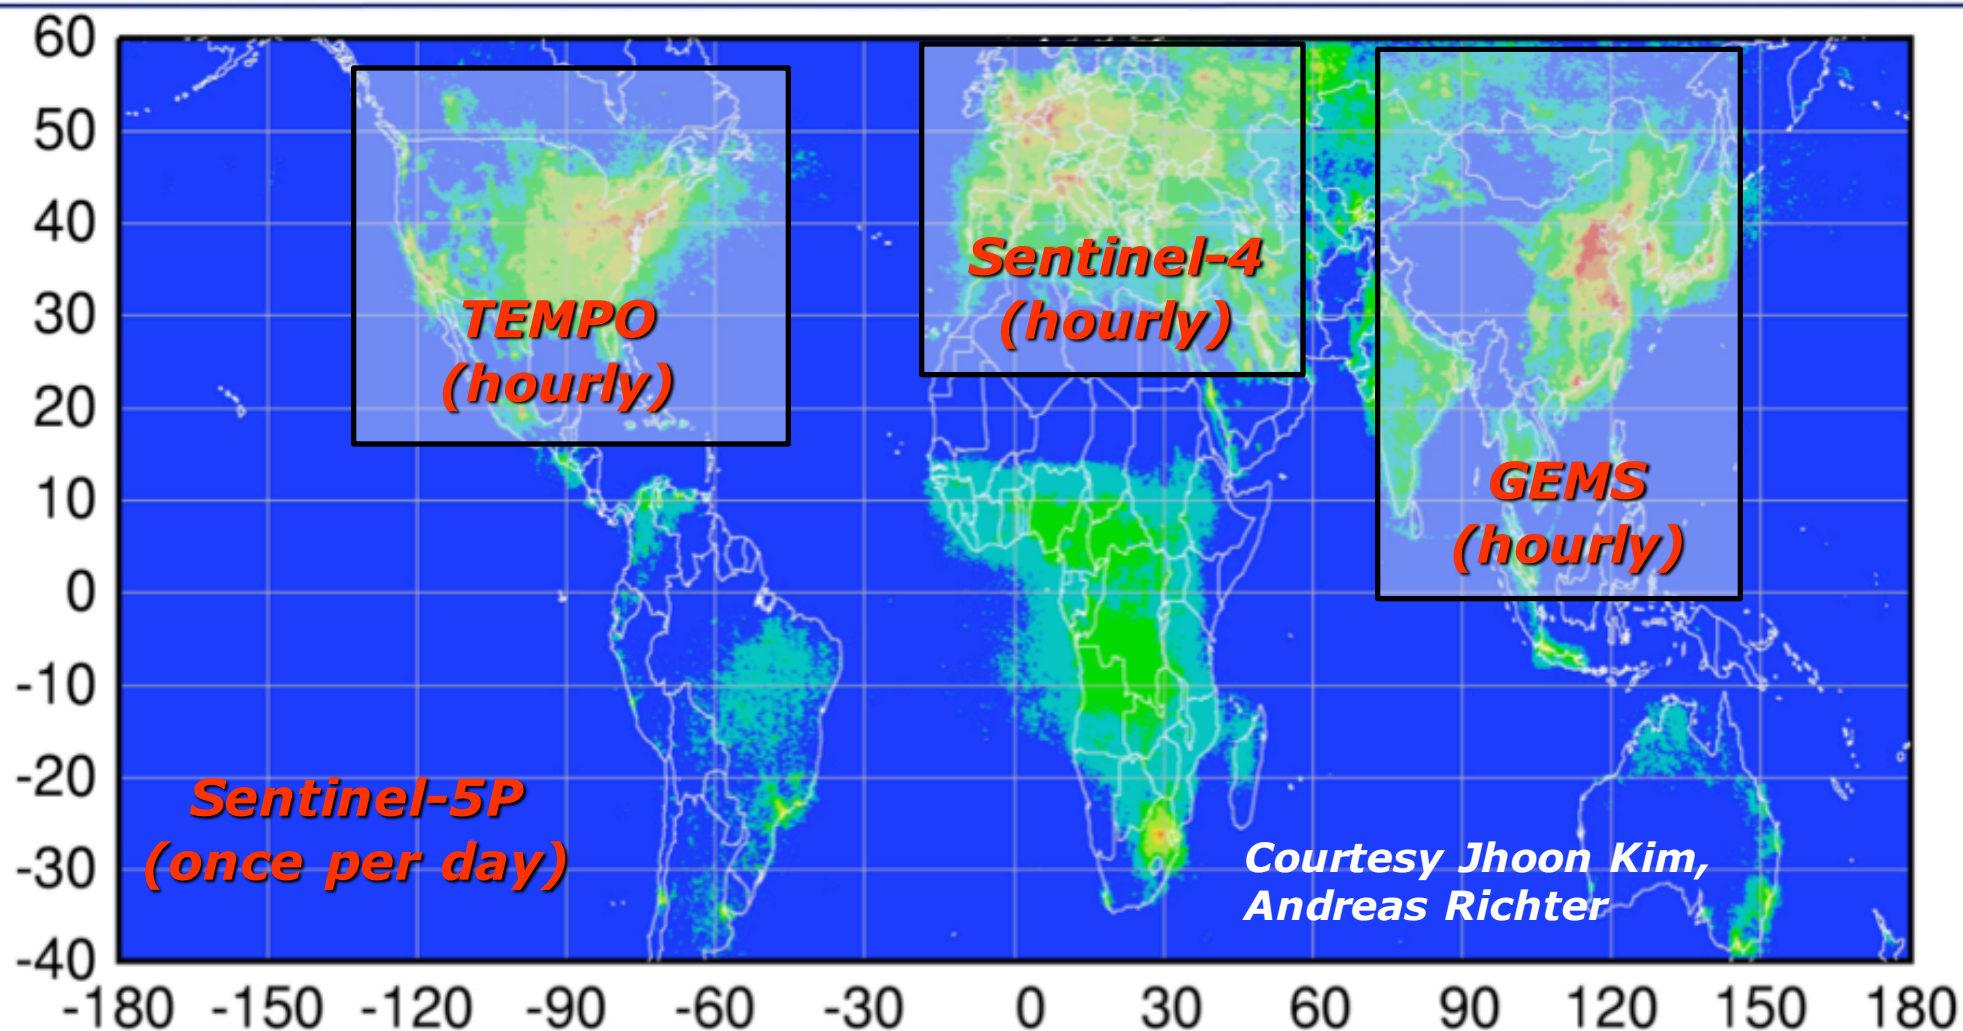 60
50
40
30
20
10
0
-10
-20
-30
-40
TEMPO
(hourly)
Sentinel-4
(hourly)
GEMS
(hourly)
Sentinel-5P
(once per day)
Courtesy Jhoon Kim,
Andreas Richter
-180 -150 -120 -90 -60 -30 0 30 60 90 120 150 180